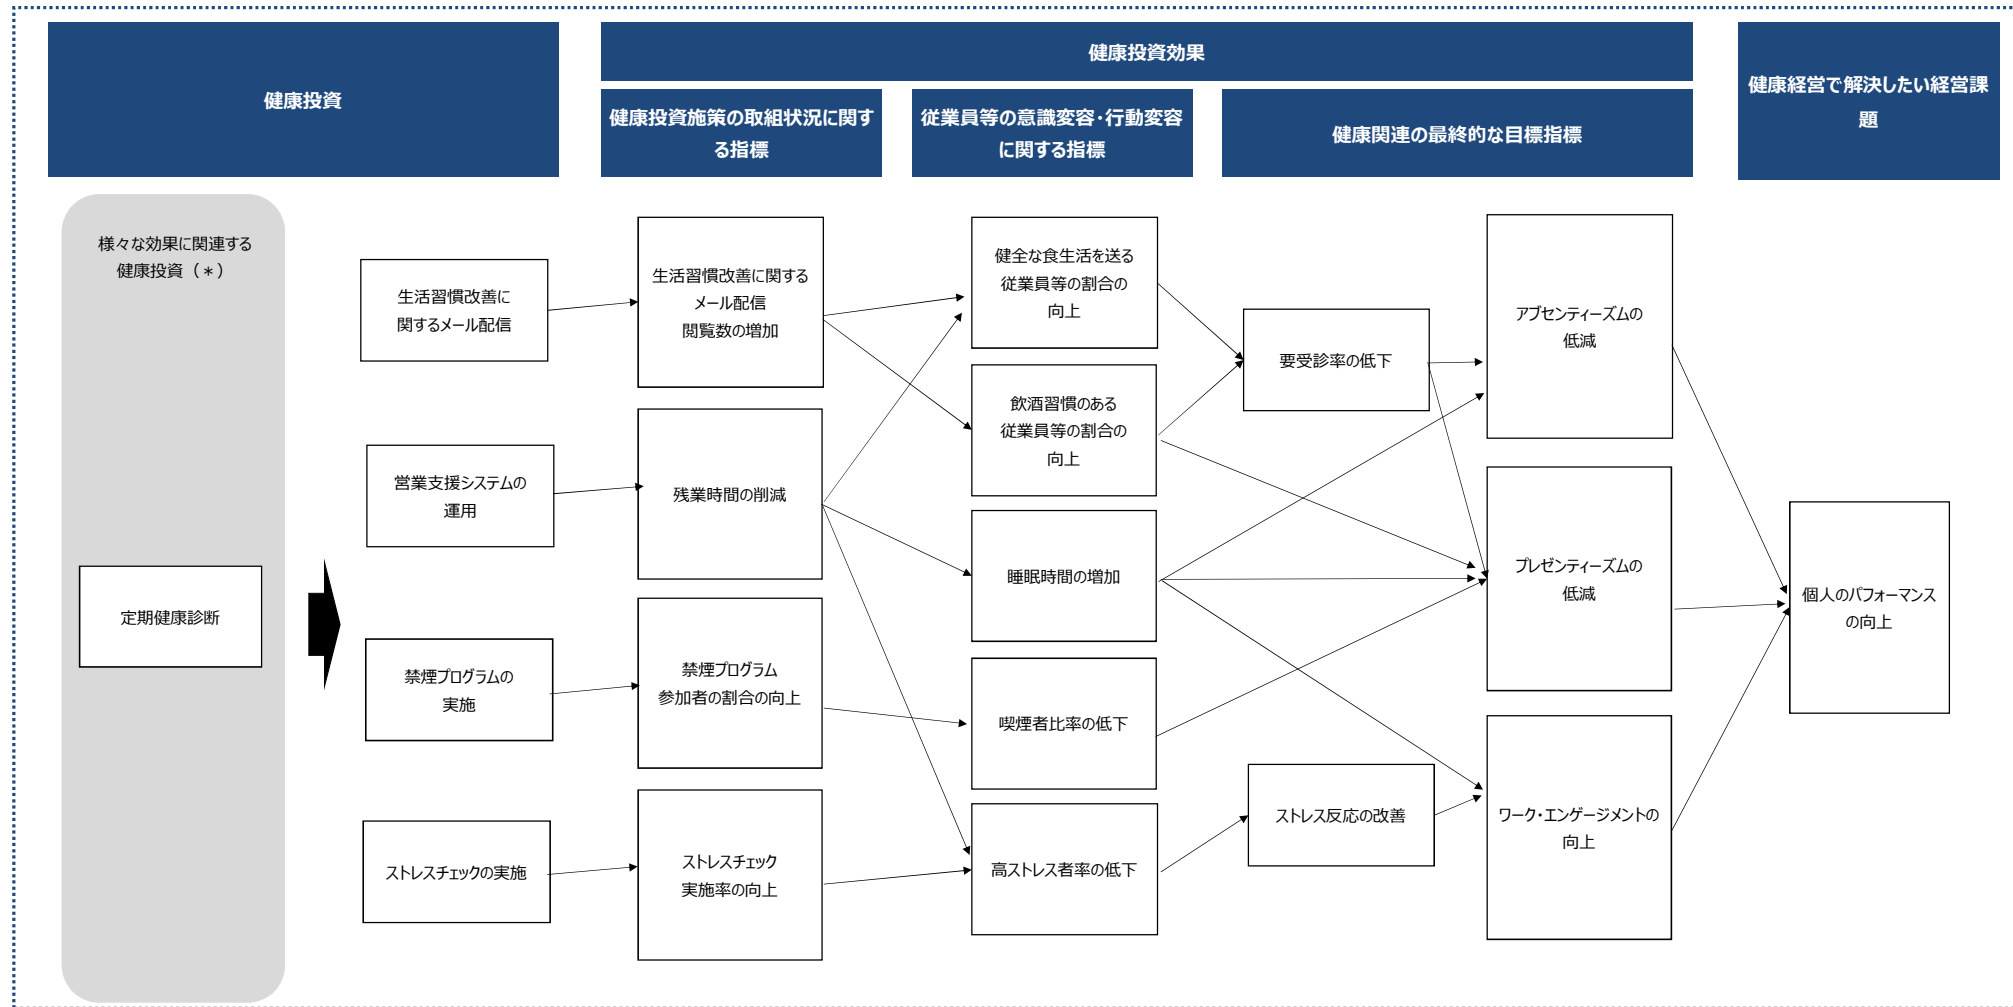 健康投資
健康投資効果
健康投資施策の取組状況に関す
る指標
従業員等の意識変容・行動変容
に関する指標
健康関連の最終的な目標指標
健康経営で解決したい経営課
題
様々な効果に関連する
健康投資（＊）
定期健康診断
生活習慣改善に
関するメール配信
営業支援システムの
運用
禁煙プログラムの
実施
ストレスチェックの実施
生活習慣改善に関する
メール配信
閲覧数の増加
残業時間の削減
禁煙プログラム
参加者の割合の向上
ストレスチェック
実施率の向上
健全な食生活を送る
従業員等の割合の
向上
飲酒習慣のある
従業員等の割合の
向上
睡眠時間の増加
喫煙者比率の低下
高ストレス者率の低下
要受診率の低下
ストレス反応の改善
アブセンティーズムの
低減
プレゼンティーズムの
低減
ワーク・エンゲージメントの
向上
個人のパフォーマンス
の向上